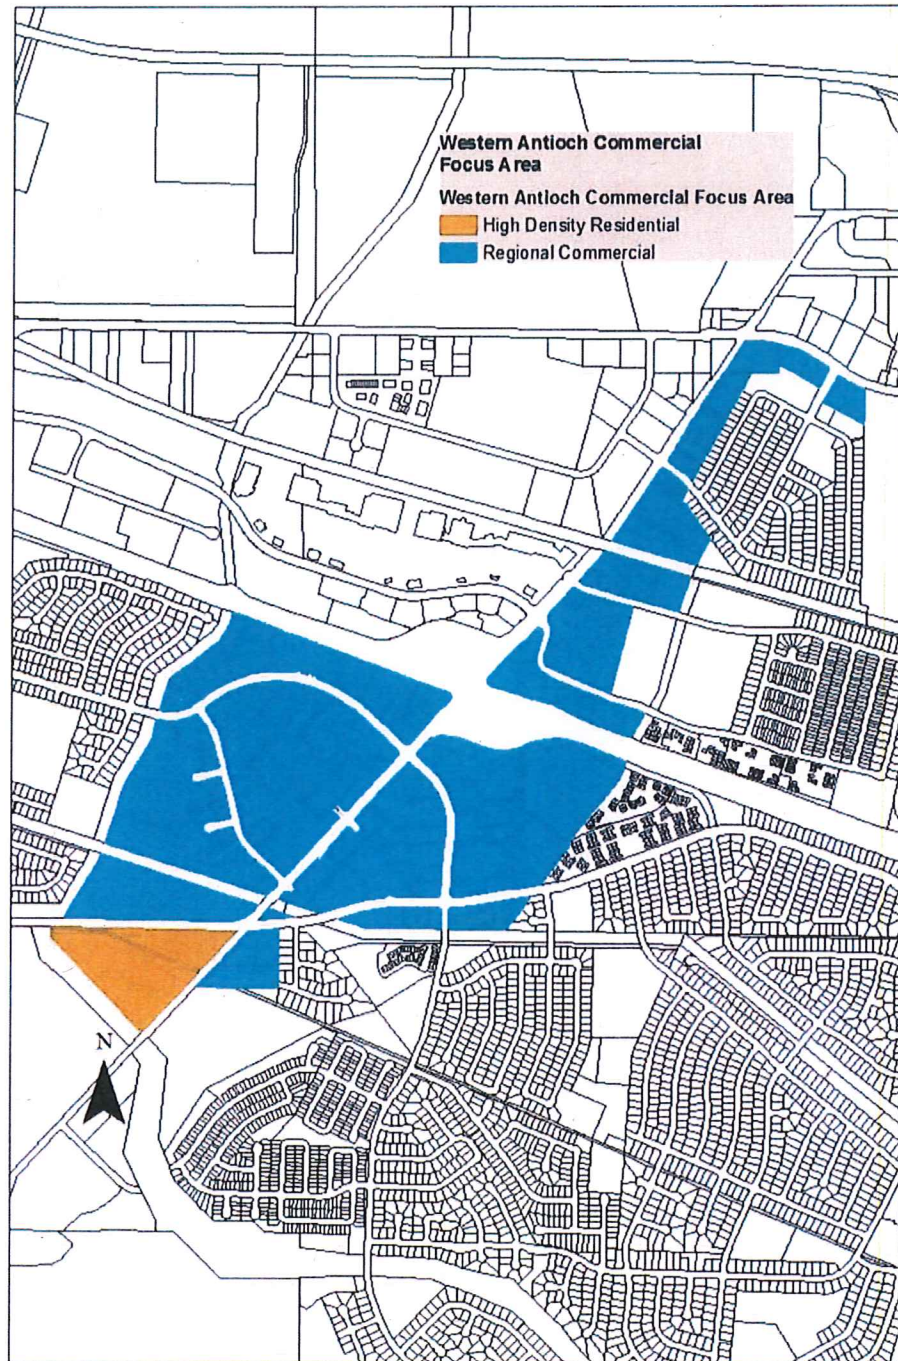 Western Antioch Commercial
Focus Area
Western Antioch Commercial Focus Area
High Density Residential
Regional Commercial
N